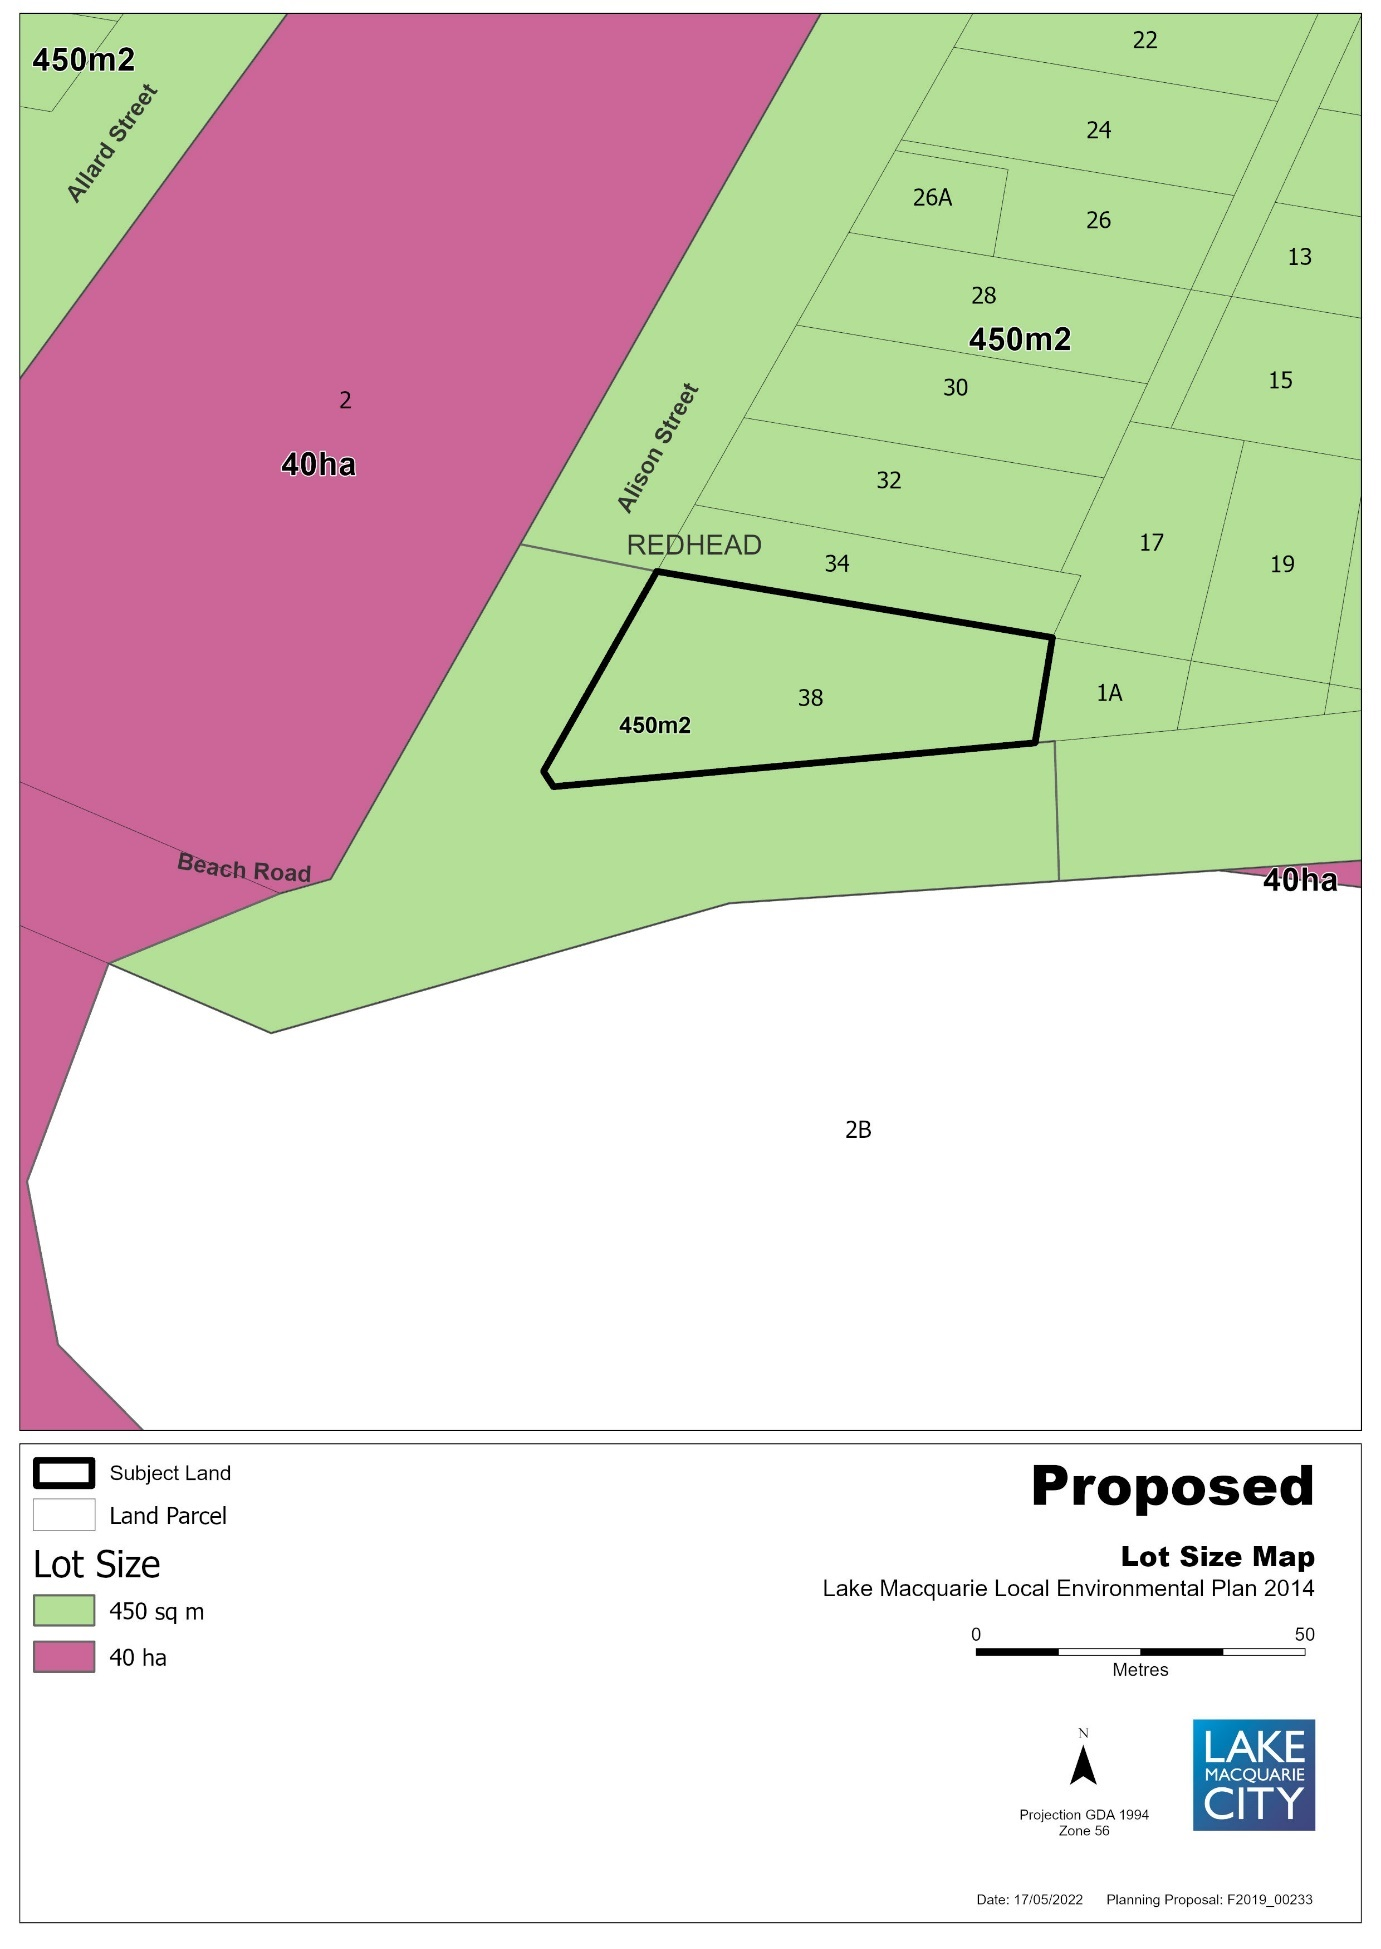 450m2
Allard Street
22
24
26A
26
13
28
450m2
30
15
2
40ha
Alison Street
32
REDHEAD
34
17
19
38
1A
450m2
Beach Road
40ha
2B
Subject Land
Land Parcel
Lot Size
450 sq m
40 ha
Proposed
Lot Size Map
Lake Macquarie Local Environmental Plan 2014
0 50
Metres
N
Projection GDA 1994
Zone 56
LAKE
MACQUARIE
CITY
Date: 17/05/2022 Planning Proposal: F2019_00233